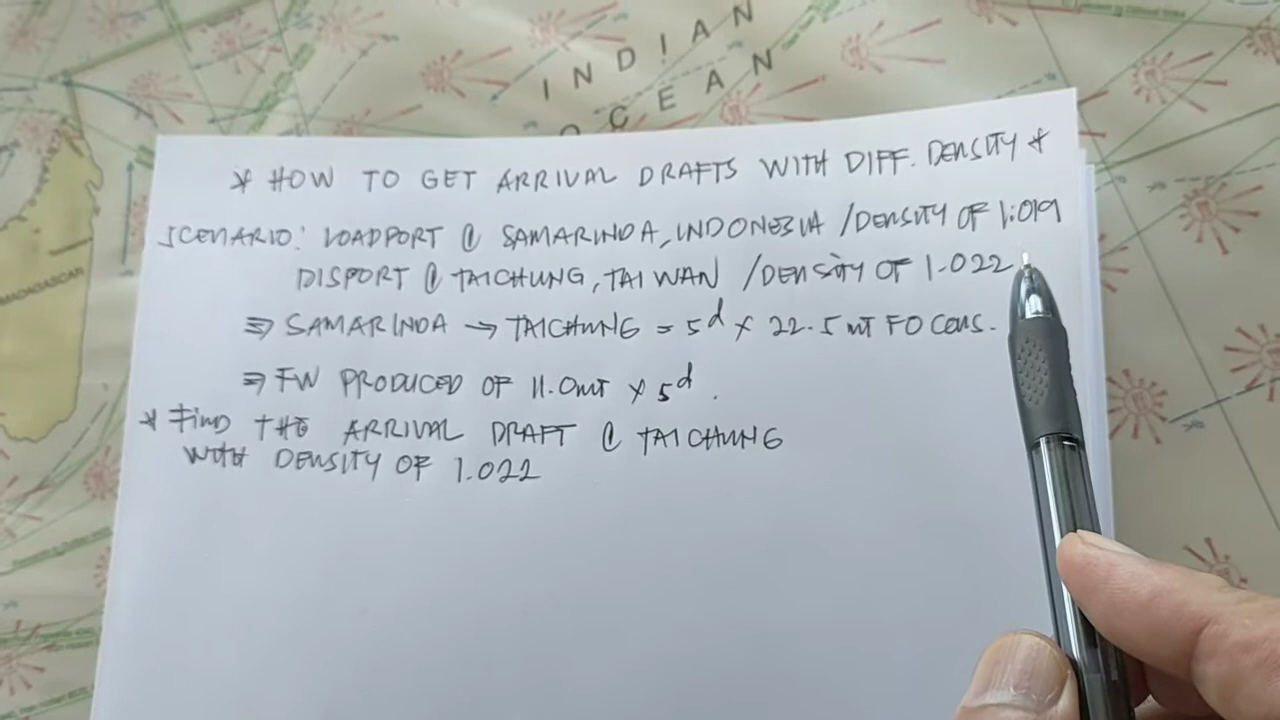 INDIAN
OCEAN
MADAGASCAR
* HOW TO GET ARRIVAL DRAFTS WITH DIFF. DENSITY *
SCENARIO: LOADPORT @ SAMARINDA, INDONESIA / DENSITY OF 1.019
DISPORT @ TAICHUNG, TAIWAN / DENSITY OF 1.022
⇒ SAMARINDA → TAICHUNG = 5d x 22.5 mT FO CONS.
⇒ FW PRODUCED OF 11.0mT x 5d.
* FIND THE ARRIVAL DRAFT @ TAICHUNG
WITH DENSITY OF 1.022